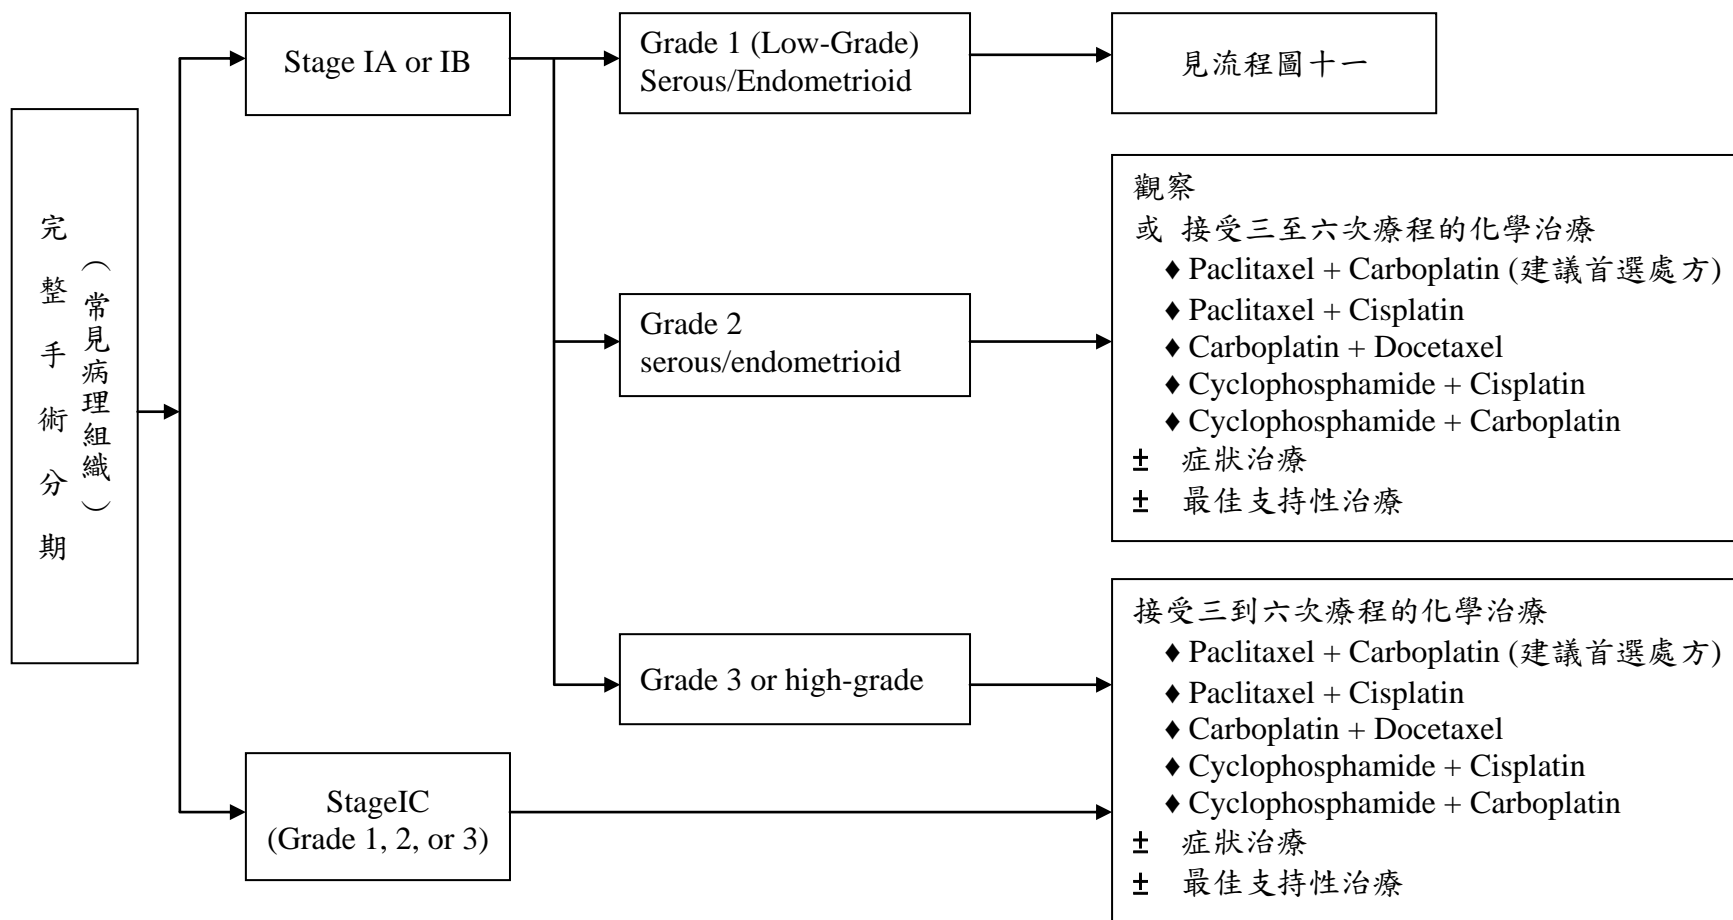 完整手術分期
（常見病理組織）
Stage IA or IB
Grade 1 (Low-Grade)
Serous/Endometrioid
見流程圖十一
Grade 2
serous/endometrioid
觀察
或 接受三至六次療程的化學治療
♦ Paclitaxel + Carboplatin (建議首選處方)
♦ Paclitaxel + Cisplatin
♦ Carboplatin + Docetaxel
♦ Cyclophosphamide + Cisplatin
♦ Cyclophosphamide + Carboplatin
± 症狀治療
± 最佳支持性治療
Grade 3 or high-grade
StageIC
(Grade 1, 2, or 3)
接受三到六次療程的化學治療
♦ Paclitaxel + Carboplatin (建議首選處方)
♦ Paclitaxel + Cisplatin
♦ Carboplatin + Docetaxel
♦ Cyclophosphamide + Cisplatin
♦ Cyclophosphamide + Carboplatin
± 症狀治療
± 最佳支持性治療